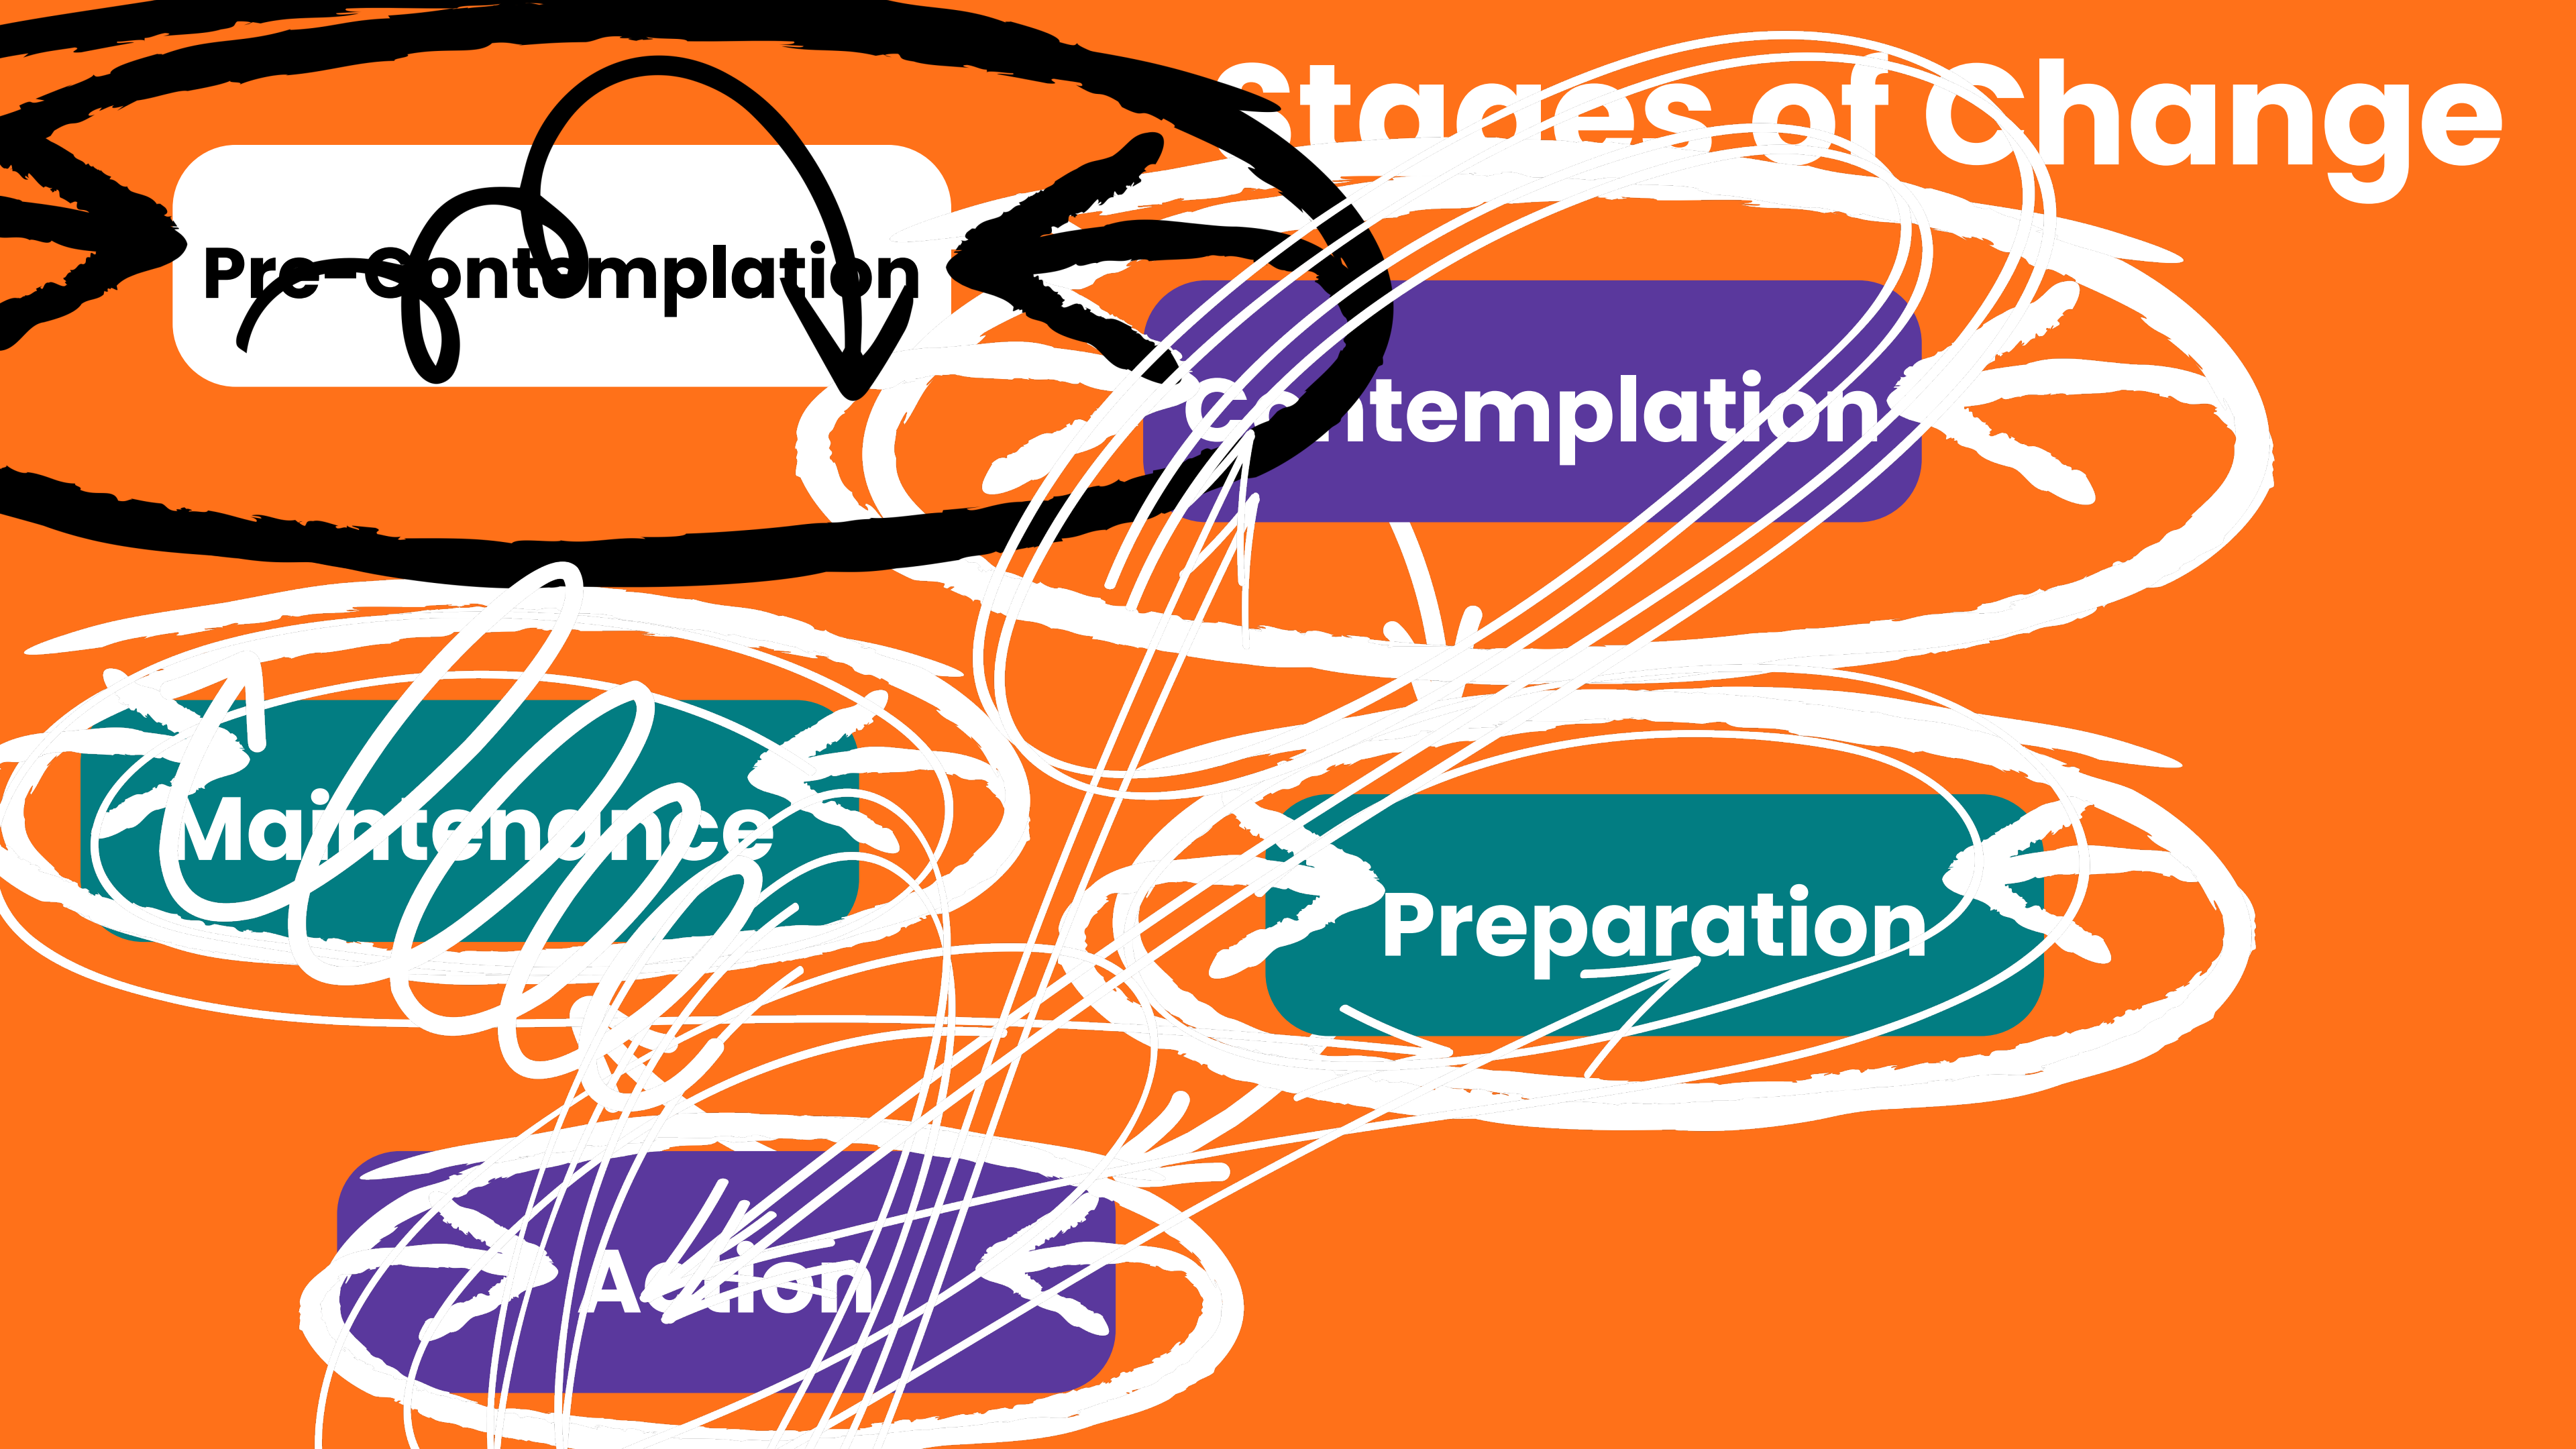 Stages of Change
Pre-Contemplation
Contemplation
Maintenance
Preparation
Action